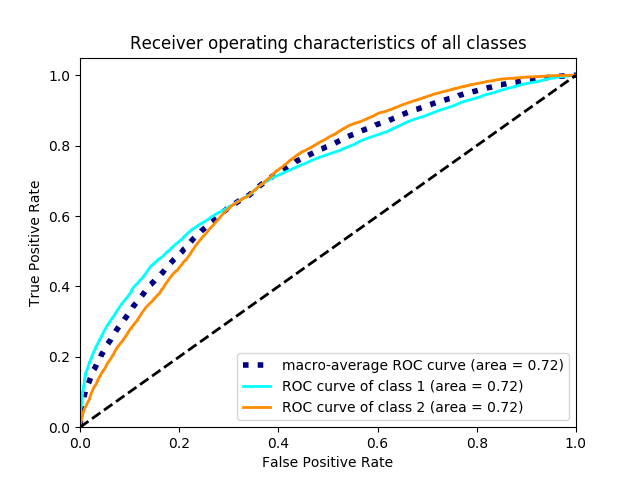 Receiver operating characteristics of all classes
True Positive Rate
1.0
0.8
0.6
0.4
0.2
0.0
macro-average ROC curve (area = 0.72)
ROC curve of class 1 (area = 0.72)
ROC curve of class 2 (area = 0.72)
0.0 0.2 0.4 0.6 0.8 1.0
False Positive Rate